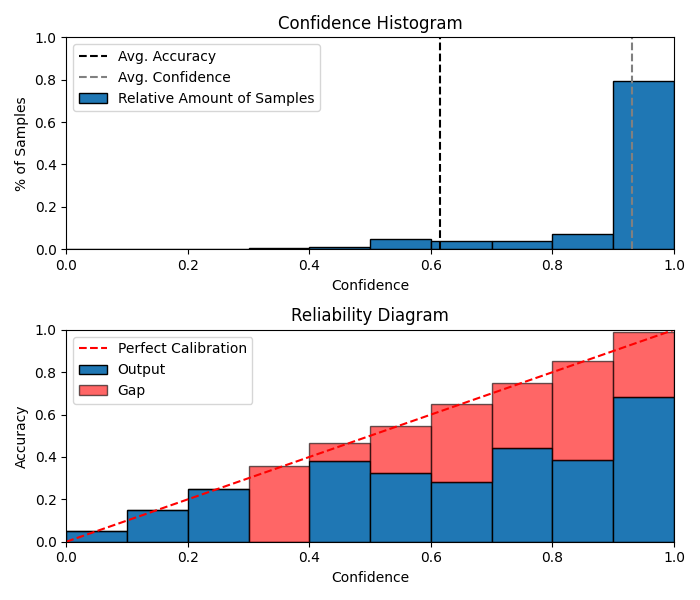 Confidence Histogram
1.0
0.8
0.6
0.4
0.2
0.0
% of Samples
Avg. Accuracy
Avg. Confidence
Relative Amount of Samples
0.0 0.2 0.4 0.6 0.8 1.0
Confidence
Reliability Diagram
1.0
0.8
0.6
0.4
0.2
0.0
Accuracy
Perfect Calibration
Output
Gap
0.0 0.2 0.4 0.6 0.8 1.0
Confidence